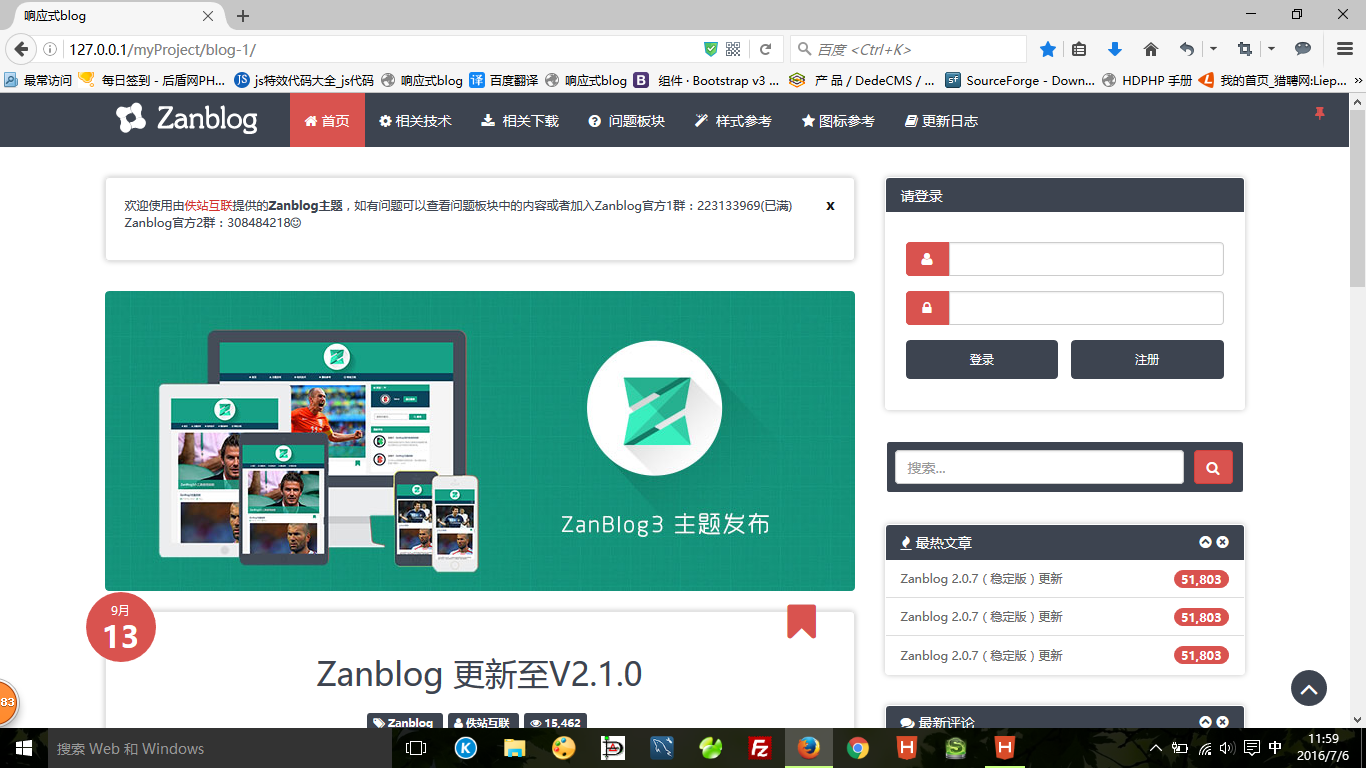 响应式blog
127.0.0.1/myProject/blog-1/
百度 <Ctrl+K>
最常访问 每日签到 - 后盾网PH... js特效代码大全_js代码 响应式blog 百度翻译 响应式blog 组件 · Bootstrap v3 ... 产 品 / DedeCMS / ... SourceForge - Down... HDPHP 手册 我的首页_猎聘网:Liep...
Zanblog 首页 相关技术 相关下载 问题板块 样式参考 图标参考 更新日志
欢迎使用由佚站互联提供的Zanblog主题，如有问题可以查看问题板块中的内容或者加入Zanblog官方1群：223133969(已满)
Zanblog官方2群：308484218
x
ZanBlog3 主题发布
9月
13
Zanblog 更新至V2.1.0
Zanblog 佚站互联 15,462
请登录
登录 注册
搜索...
最热文章
Zanblog 2.0.7（稳定版）更新 51,803
Zanblog 2.0.7（稳定版）更新 51,803
Zanblog 2.0.7（稳定版）更新 51,803
最新评论
83
搜索 Web 和 Windows
中
11:59
2016/7/6